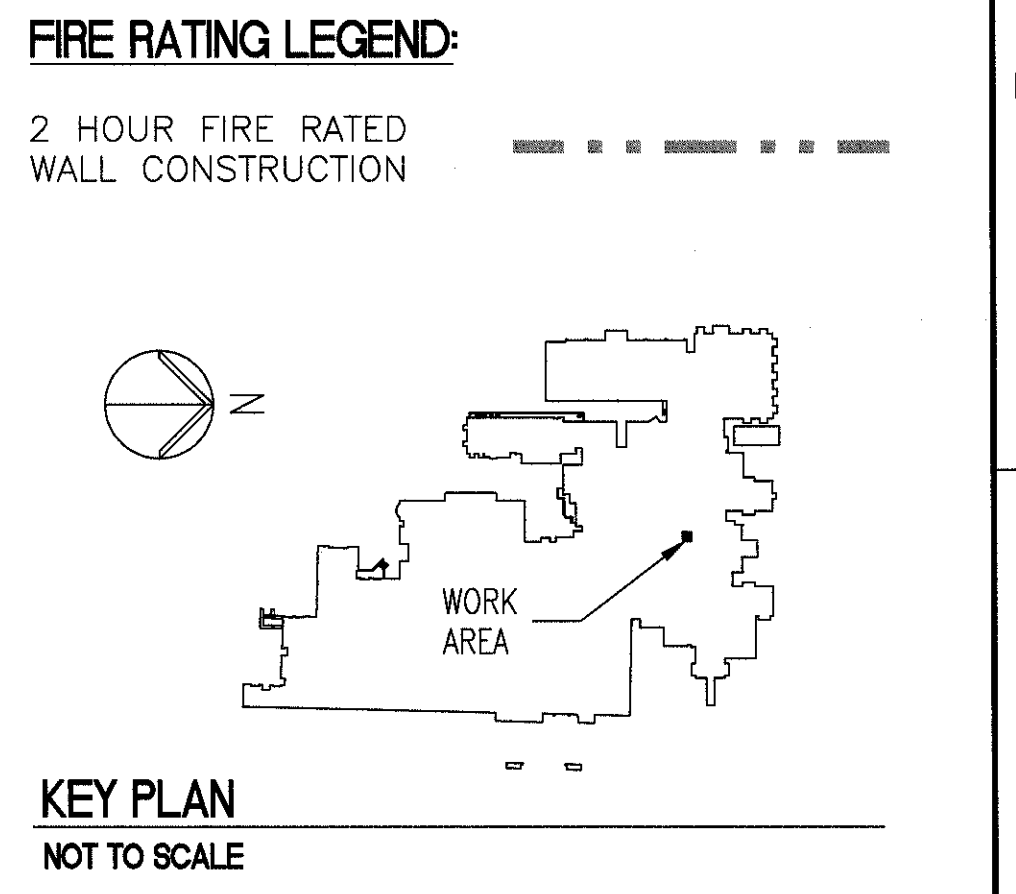 FIRE RATING LEGEND:
2 HOUR FIRE RATED
WALL CONSTRUCTION
N
WORK
AREA
KEY PLAN
NOT TO SCALE